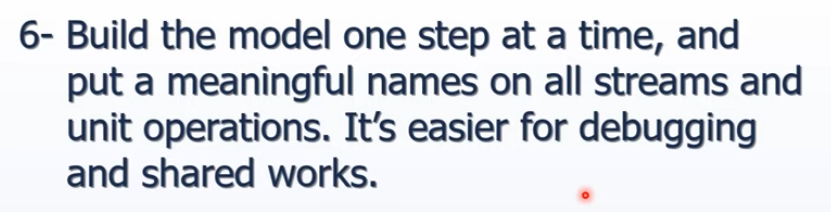 6- Build the model one step at a time, and
put a meaningful names on all streams and
unit operations. It's easier for debugging
and shared works.